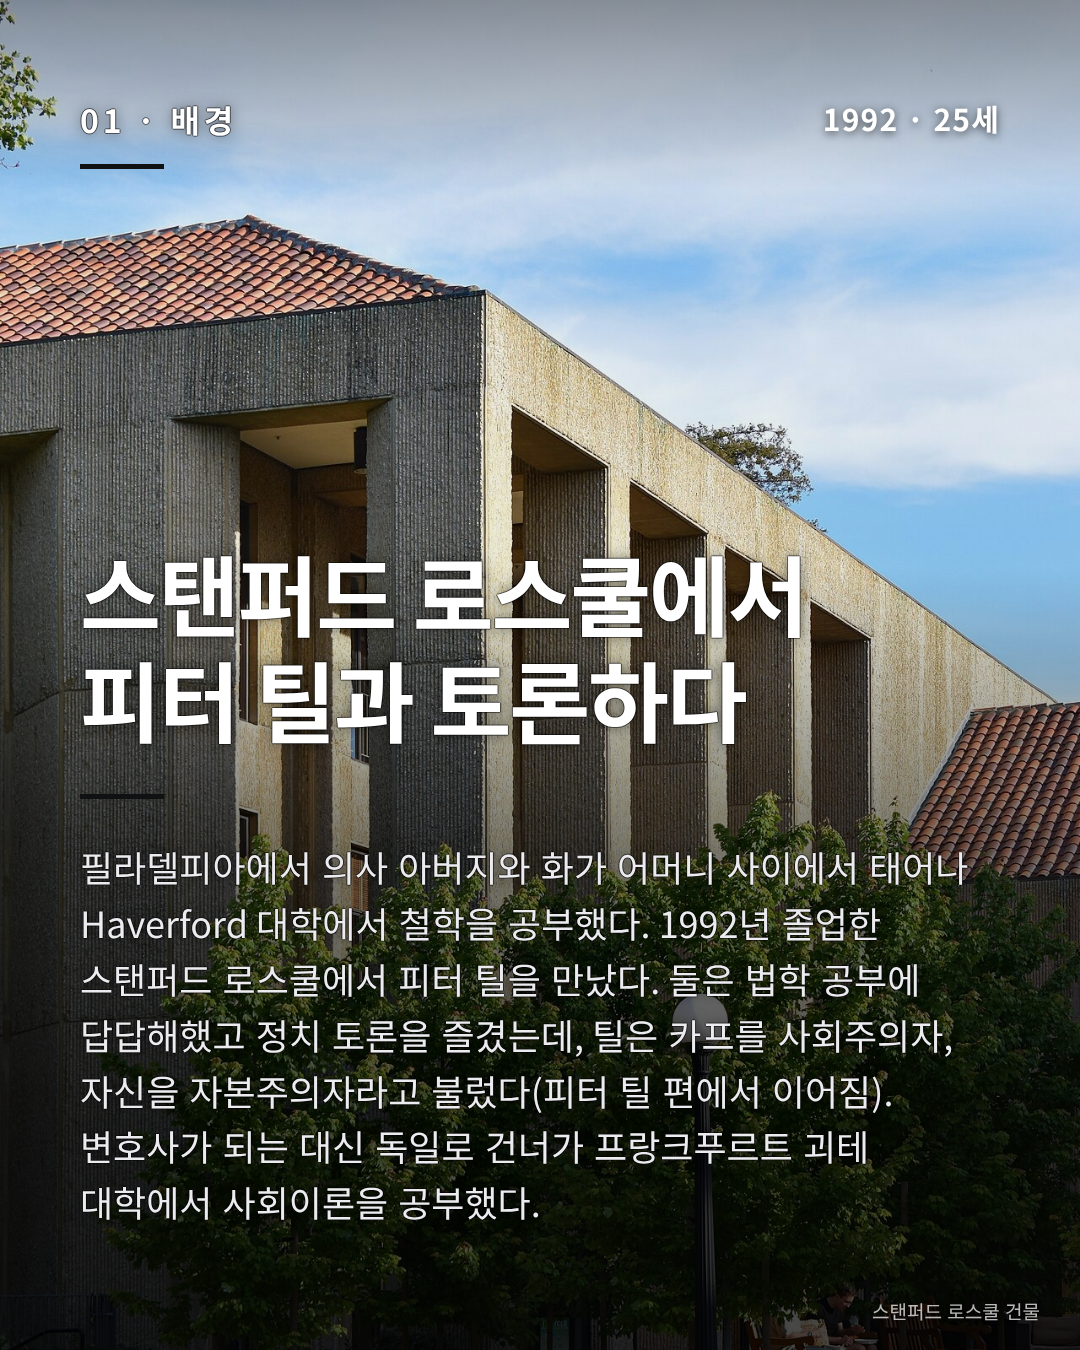 01 · 배경
1992 · 25세
스탠퍼드 로스쿨에서
피터 틸과 토론하다
필라델피아에서 의사 아버지와 화가 어머니 사이에서 태어나
Haverford 대학에서 철학을 공부했다. 1992년 졸업한
스탠퍼드 로스쿨에서 피터 틸을 만났다. 둘은 법학 공부에
답답해했고 정치 토론을 즐겼는데, 틸은 카프를 사회주의자,
자신을 자본주의자라고 불렀다(피터 틸 편에서 이어짐).
변호사가 되는 대신 독일로 건너가 프랑크푸르트 괴테
대학에서 사회이론을 공부했다.
스탠퍼드 로스쿨 건물